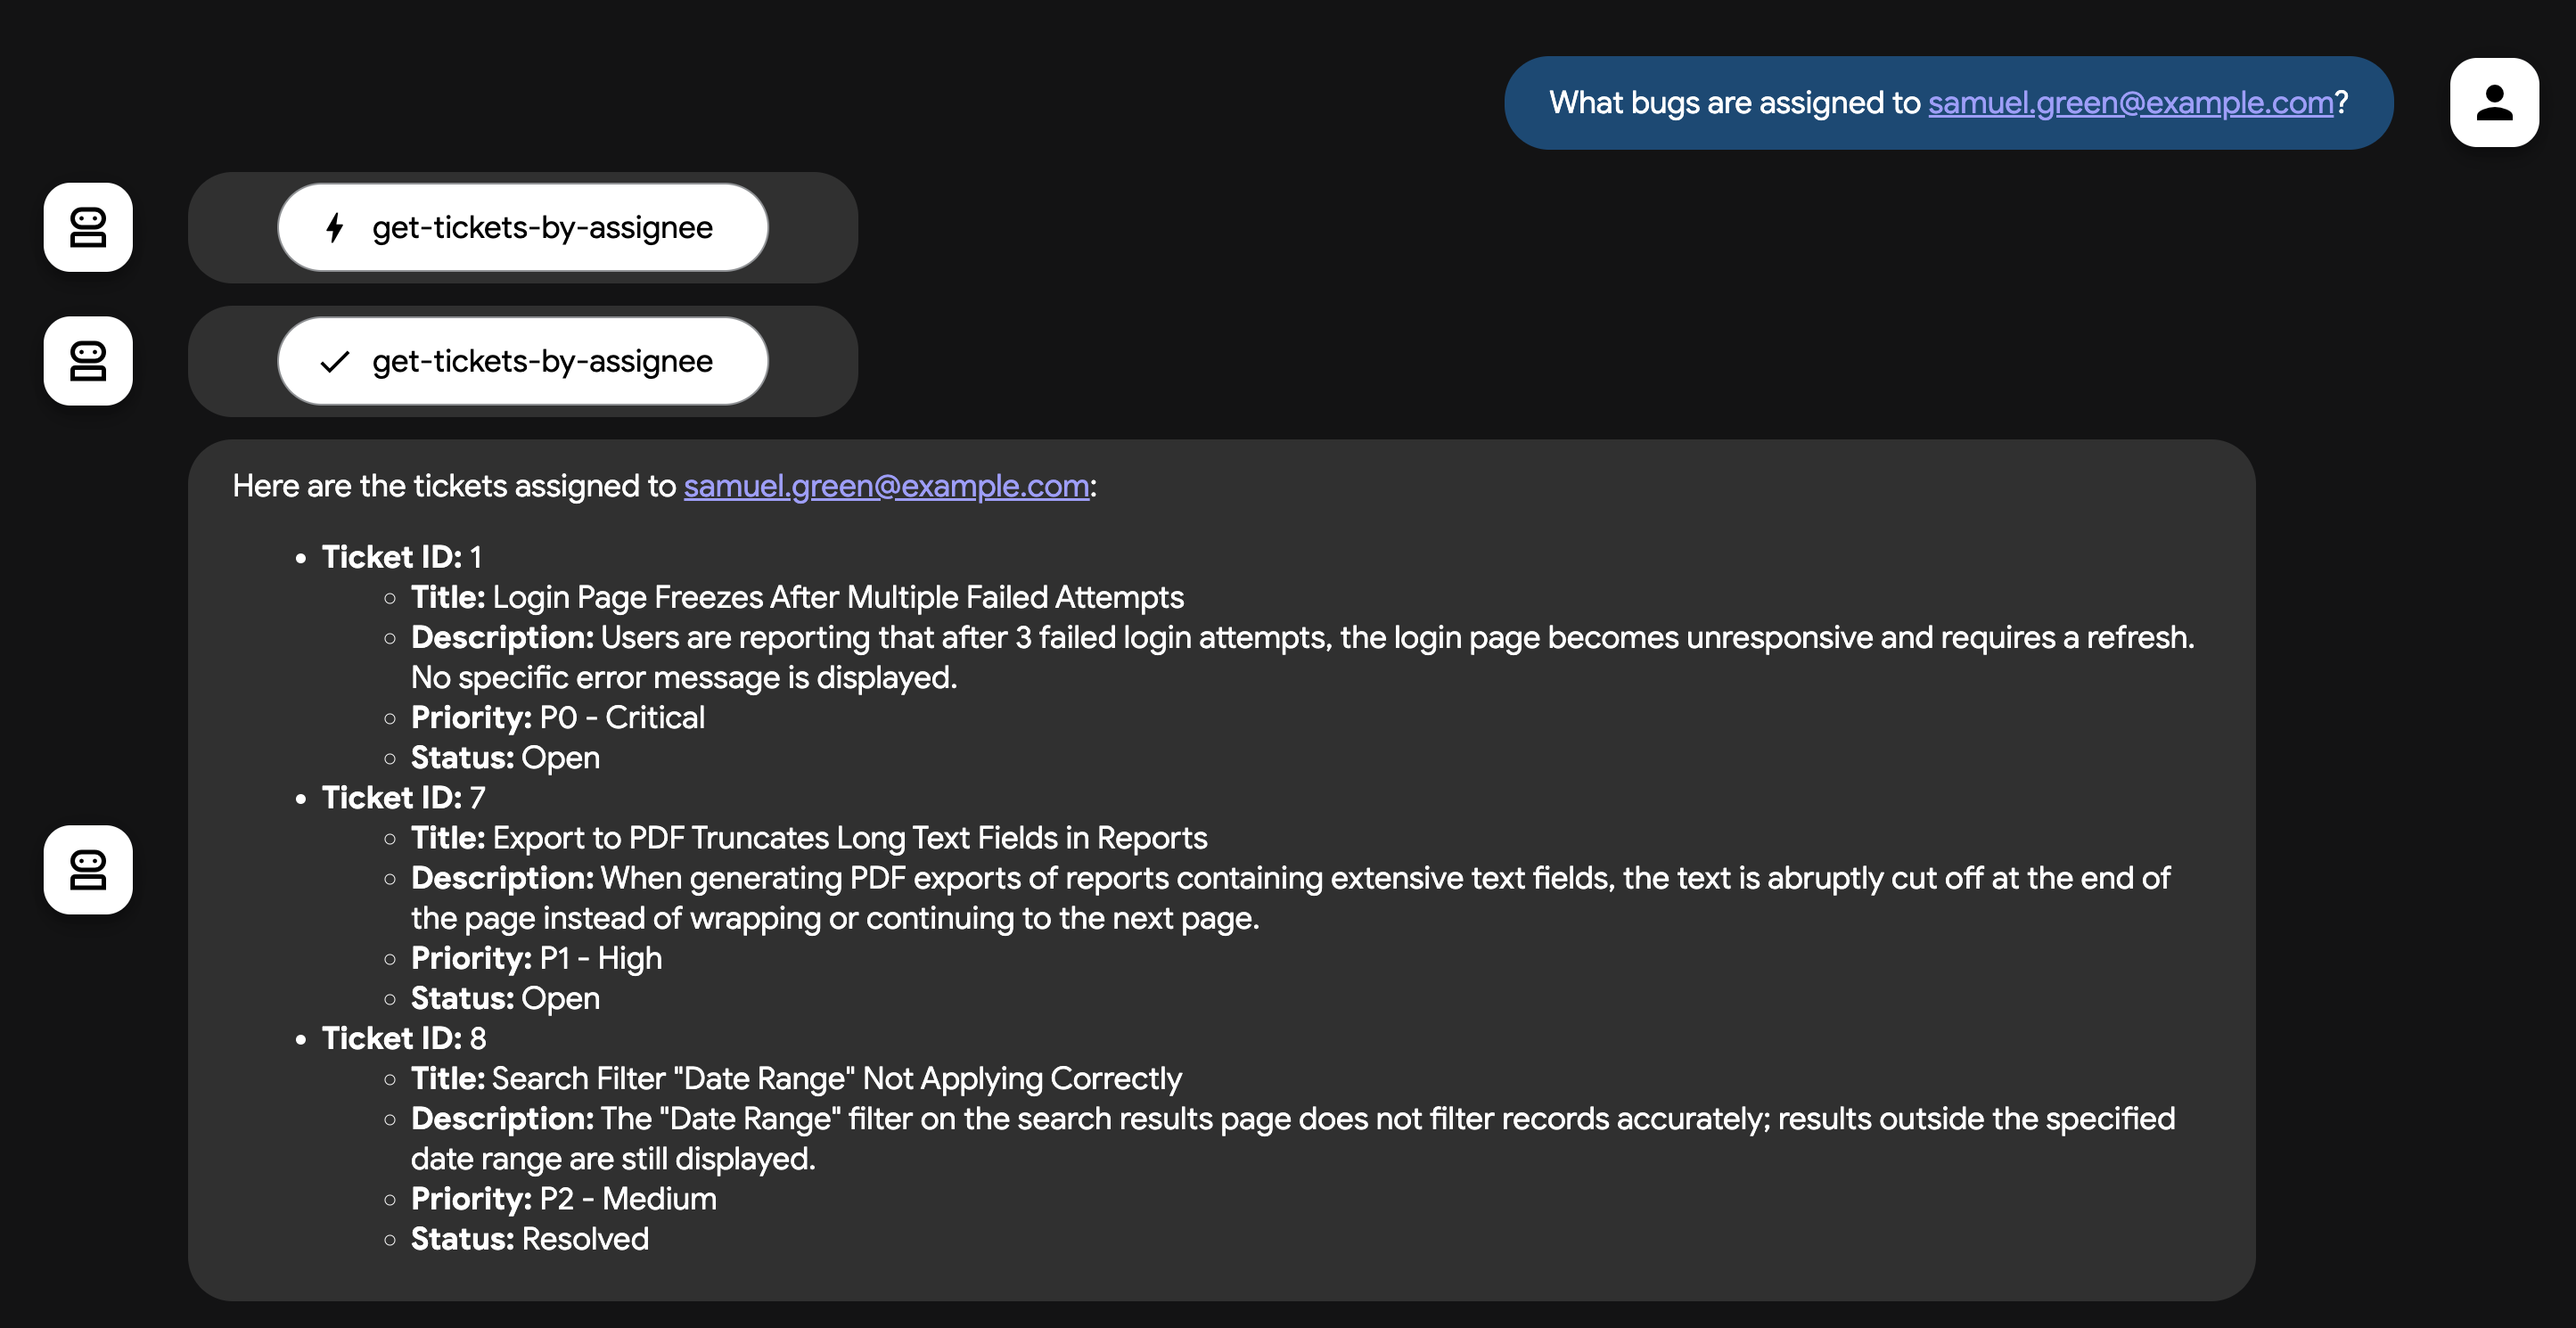 What bugs are assigned to samuel.green@example.com?
get-tickets-by-assignee
get-tickets-by-assignee
Here are the tickets assigned to samuel.green@example.com:
Ticket ID: 1
Title: Login Page Freezes After Multiple Failed Attempts
Description: Users are reporting that after 3 failed login attempts, the login page becomes unresponsive and requires a refresh.
No specific error message is displayed.
Priority: P0 - Critical
Status: Open
Ticket ID: 7
Title: Export to PDF Truncates Long Text Fields in Reports
Description: When generating PDF exports of reports containing extensive text fields, the text is abruptly cut off at the end of
the page instead of wrapping or continuing to the next page.
Priority: P1 - High
Status: Open
Ticket ID: 8
Title: Search Filter "Date Range" Not Applying Correctly
Description: The "Date Range" filter on the search results page does not filter records accurately; results outside the specified
date range are still displayed.
Priority: P2 - Medium
Status: Resolved